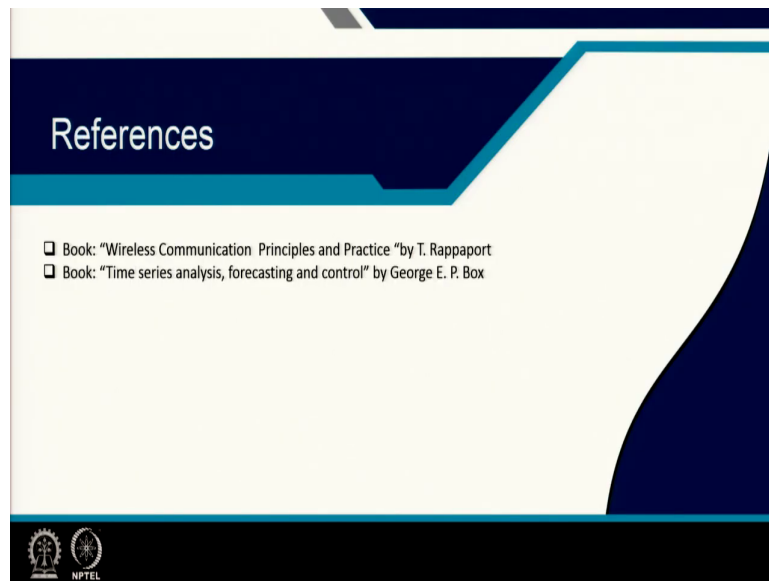 References
❑ Book: “Wireless Communication Principles and Practice “by T. Rappaport
❑ Book: “Time series analysis, forecasting and control” by George E. P. Box
NPTEL